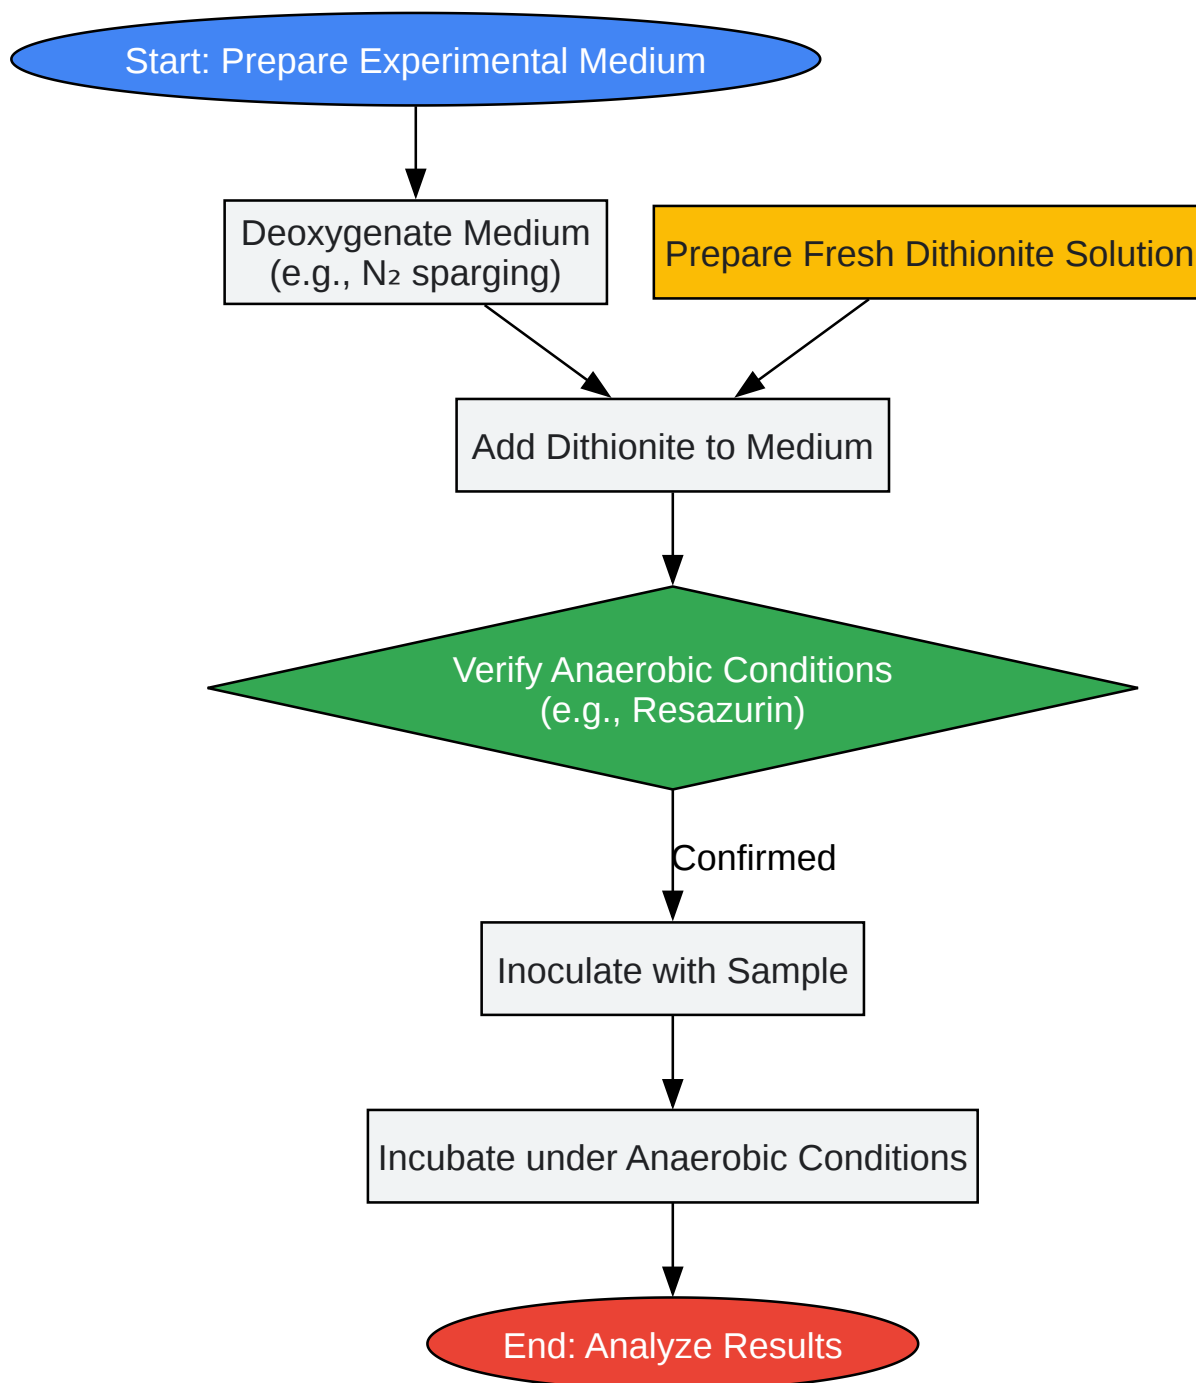 Start: Prepare Experimental Medium
Deoxygenate Medium
(e.g., N₂ sparging)
Prepare Fresh Dithionite Solution
Add Dithionite to Medium
Verify Anaerobic Conditions
(e.g., Resazurin)
Confirmed
Inoculate with Sample
Incubate under Anaerobic Conditions
End: Analyze Results